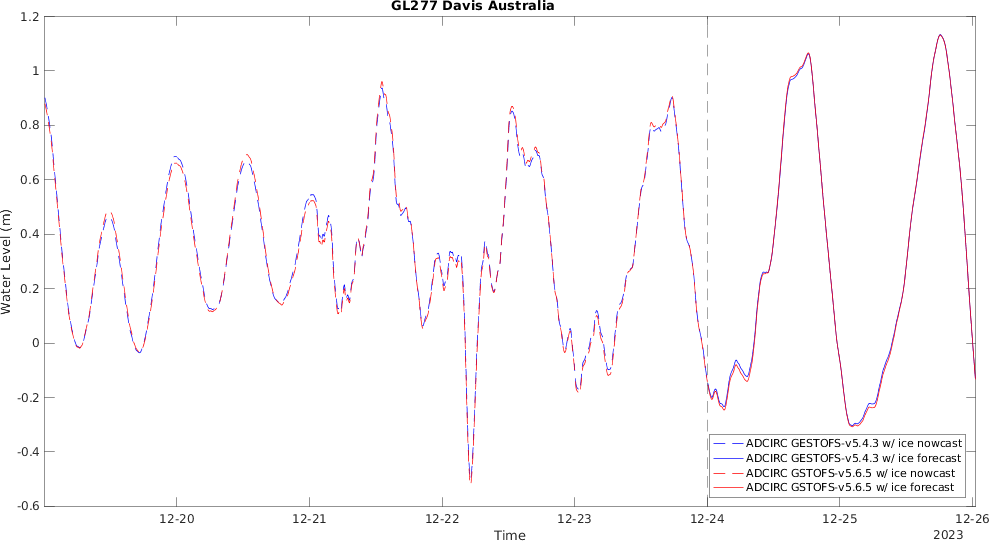 GL277 Davis Australia
1.2
1
0.8
0.6
0.4
0.2
0
-0.2
-0.4
-0.6
Water Level (m)
12-20
12-21
12-22
12-23
12-24
12-25
12-26
Time
2023
ADCIRC GESTOFS-v5.4.3 w/ ice nowcast
ADCIRC GESTOFS-v5.4.3 w/ ice forecast
ADCIRC GSTOFS-v5.6.5 w/ ice nowcast
ADCIRC GSTOFS-v5.6.5 w/ ice forecast